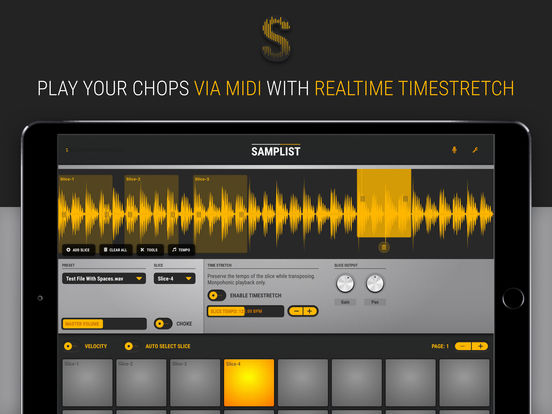 S
PLAY YOUR CHOPS VIA MIDI WITH REALTIME TIMESTRETCH
SAMPLIST
Slice-1 Slice-2 Slice-3
ADD SLICE CLEAR ALL TOOLS TEMPO
PRESET SLICE TIME STRETCH SLICE OUTPUT
Test File With Spaces.wav Slice-4
Preserve the tempo of the slice while transposing.
Monophonic playback only.
ENABLE TIMESTRETCH
Gain Pan
MASTER VOLUME CHOKE
SLICE TEMPO: BPM
VELOCITY AUTO SELECT SLICE PAGE: 1
Slice-1 Slice-2 Slice-3 Slice-4